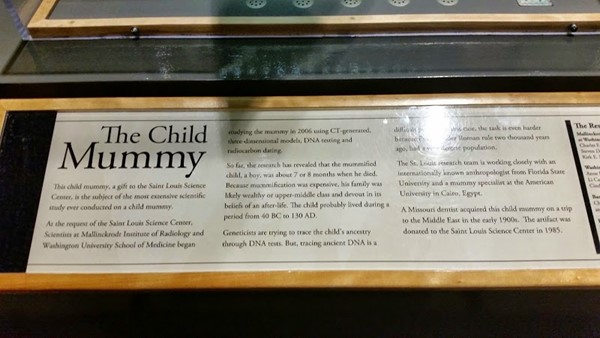 The Child
Mummy
This child mummy, a gift to the Saint Louis Science
Center, is the subject of the most extensive scientific
study ever conducted on a child mummy.
At the request of the Saint Louis Science Center,
Scientists at Mallinckrodt Institute of Radiology and
Washington University School of Medicine began
studying the mummy in 2006 using CT-generated,
three-dimensional models, DNA testing and
radiocarbon dating.
So far, the research has revealed that the mummified
child, a boy, was about 7 or 8 months when he died.
Because mummification was expensive, his family was
likely wealthy or upper-middle class and devout in its
beliefs of an after-life. The child probably lived during a
period from 40 BC to 130 AD.
Geneticists are trying to trace the child's ancestry
through DNA tests. But, tracing ancient DNA is a
case, the task is even harder
because under Roman rule two thousand years
ago, had a population.
The St. Louis research team is working closely with an
internationally known anthropologist from Florida State
University and a mummy specialist at the American
University in Cairo, Egypt.
A Missouri dentist acquired this child mummy on a trip
to the Middle East in the early 1900s. The artifact was
donated to the Saint Louis Science Center in 1985.
The
Mallinckrodt